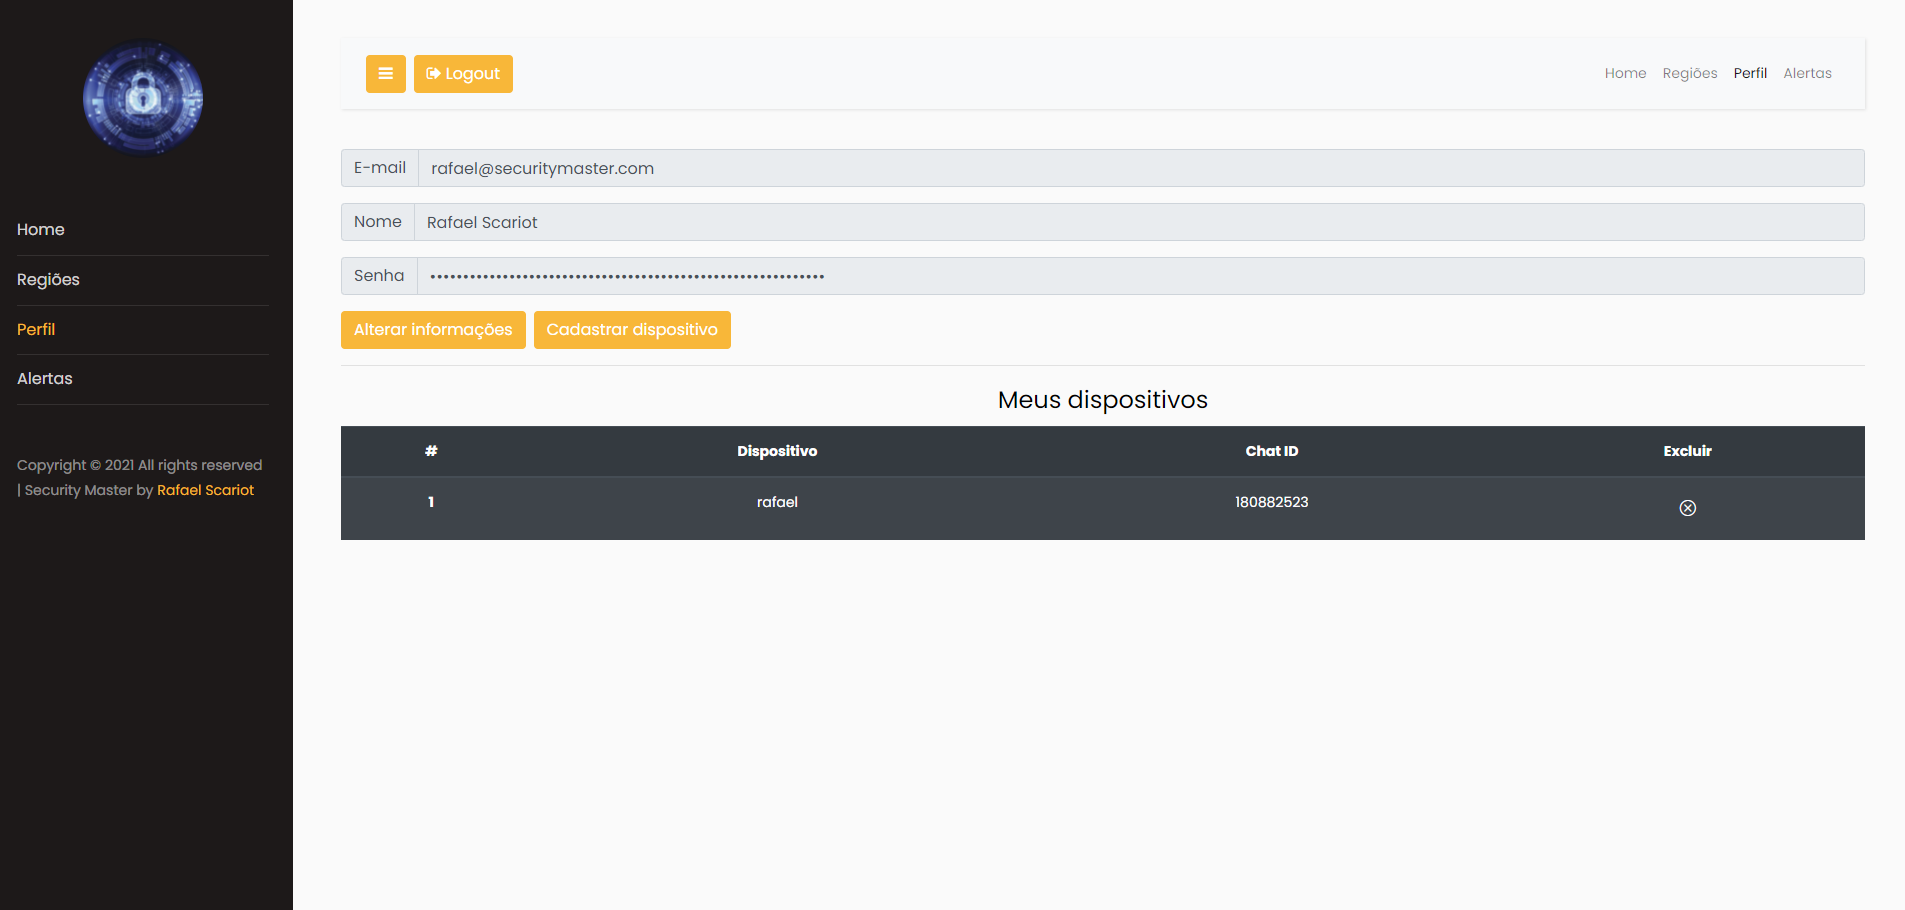 Home
Regiões
Perfil
Alertas
Copyright © 2021 All rights reserved
| Security Master by Rafael Scariot
Logout
Home Regiões Perfil Alertas
E-mail rafael@securitymaster.com
Nome Rafael Scariot
Senha ••••••••••••••••••••••••••••••••••••••••••••••••••••••••••••
Alterar informações Cadastrar dispositivo
Meus dispositivos
# Dispositivo Chat ID Excluir
1 rafael 180882523